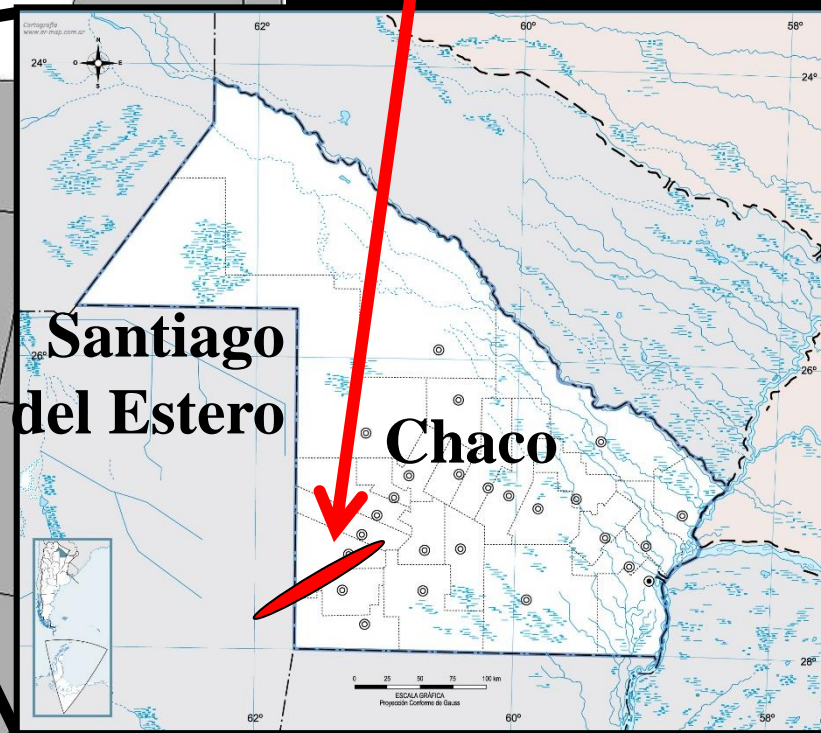 Cartografía
www.ar-map.com.ar
62°
58°
24°
N
O
E
S
24°
60°
Santiago
del Estero
26°
26°
Chaco
28°
0 25 50 75 100 km
ESCALA GRÁFICA
Proyección Conforme de Gauss
62°
60°
58°